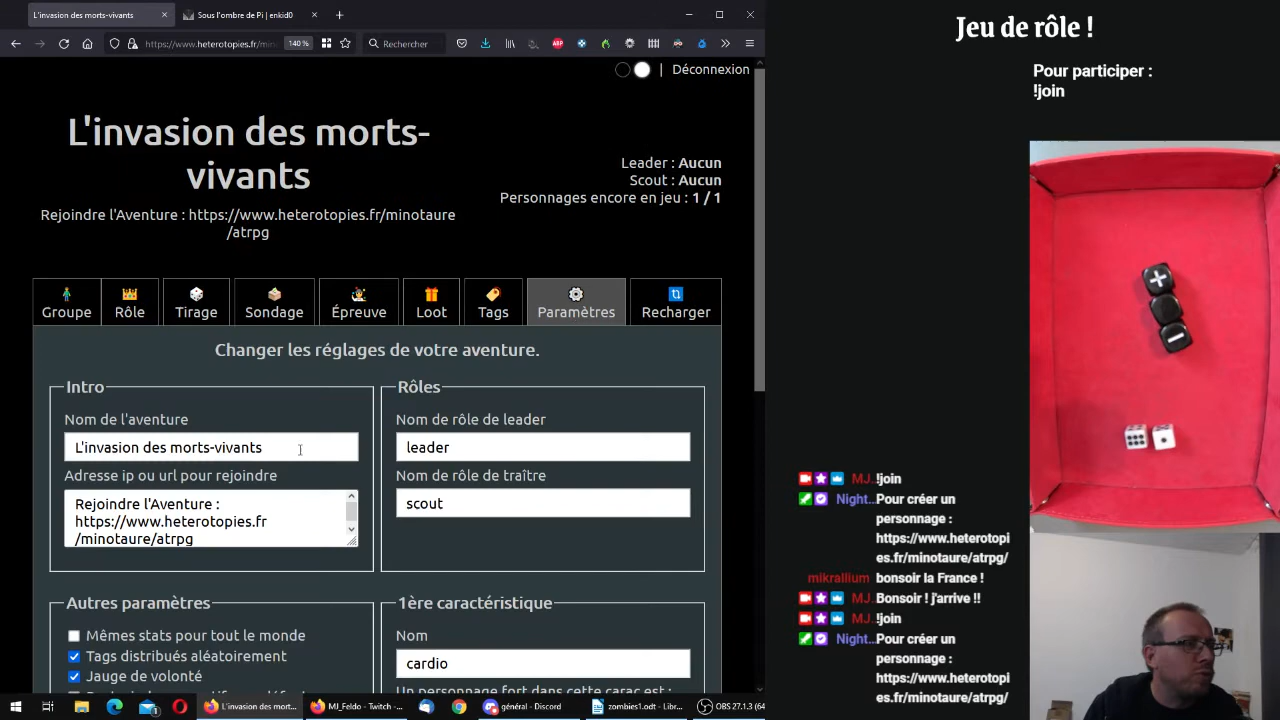 L'invasion des morts-vivants
Sous l'ombre de Pi | enkid0
https://www.heterotopies.fr/min
140 %
Rechercher
ABP
Déconnexion
L'invasion des morts-
vivants
Rejoindre l'Aventure : https://www.heterotopies.fr/minotaure
/atrpg
Leader : Aucun
Scout : Aucun
Personnages encore en jeu : 1 / 1
Groupe
Rôle
Tirage
Sondage
Épreuve
Loot
Tags
Paramètres
Recharger
Changer les réglages de votre aventure.
Intro
Nom de l'aventure
L'invasion des morts-vivants
Adresse ip ou url pour rejoindre
Rejoindre l'Aventure :
https://www.heterotopies.fr
/minotaure/atrpg
Rôles
Nom de rôle de leader
leader
Nom de rôle de traître
scout
Autres paramètres
Mêmes stats pour tout le monde
Tags distribués aléatoirement
Jauge de volonté
1ère caractéristique
Nom
cardio
Un personnage fort dans cette carac est :
L'invasion des mort...
MJ_Feldo - Twitch -...
général - Discord
zombies1.odt - Libr...
OBS 27.1.3 (64
Jeu de rôle !
Pour participer :
!join
MJ... !join
Night... Pour créer un
personnage :
https://www.heterotopi
es.fr/minotaure/atrpg/
mikrallium bonsoir la France !
MJ... Bonsoir ! j'arrive !!
MJ... !join
Night... Pour créer un
personnage :
https://www.heterotopi
es.fr/minotaure/atrpg/